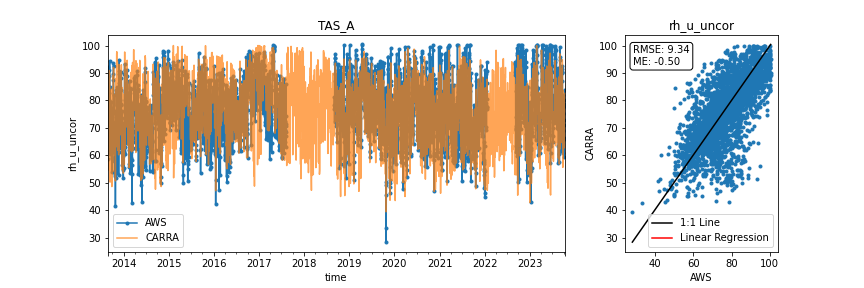 TAS_A
rh_u_uncor
100
90
80
70
60
50
40
30
rh_u_uncor
AWS
CARRA
2014 2015 2016 2017 2018 2019 2020 2021 2022 2023
time
rh_u_uncor
100
90
80
70
60
50
40
30
CARRA
RMSE: 9.34
ME: -0.50
1:1 Line
Linear Regression
40 60 80 100
AWS